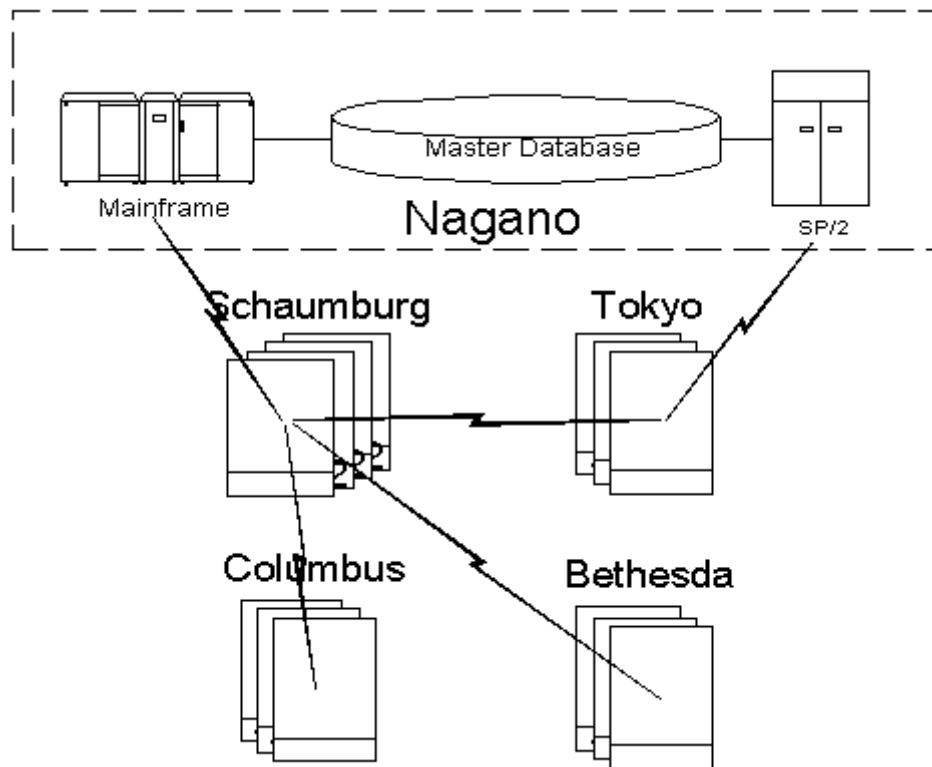 Master Database
Mainframe
Nagano
SP/2
Schaumburg
Tokyo
Columbus
Bethesda